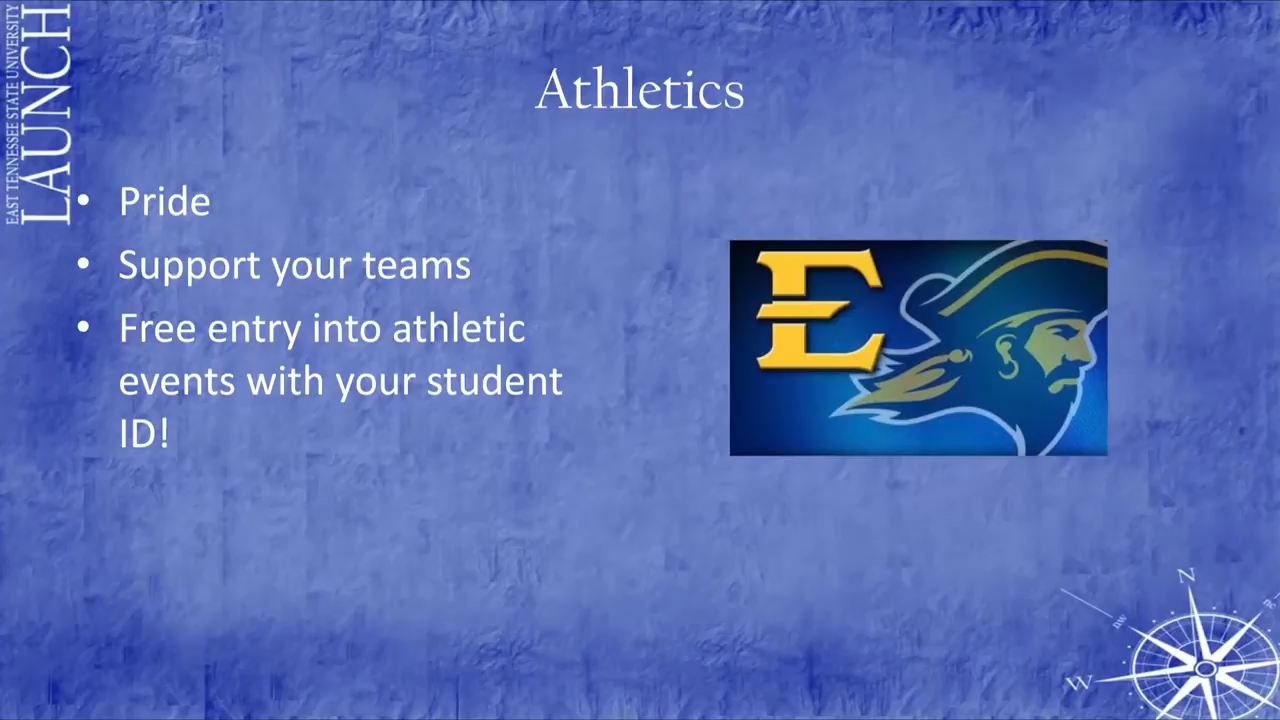 EAST TENNESSEE STATE UNIVERSITY
LAUNCH
Athletics
• Pride
• Support your teams
• Free entry into athletic
events with your student
ID!
E
N
W
nw